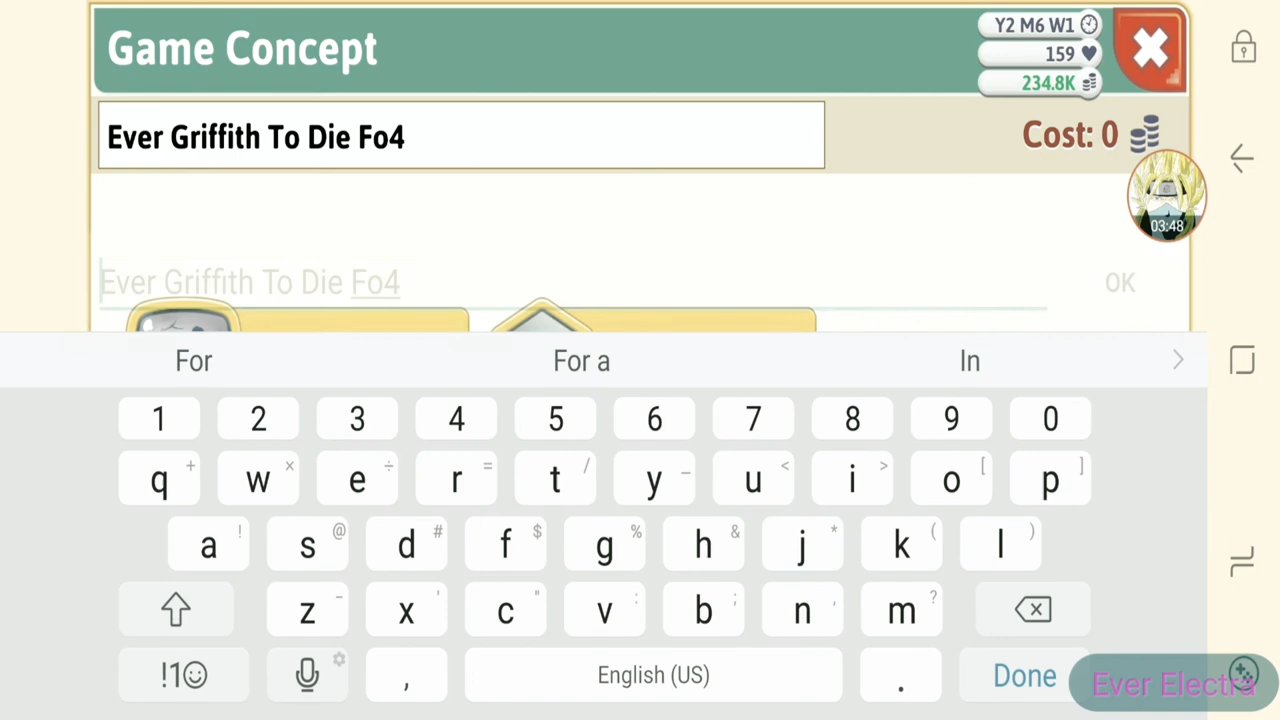 Game Concept
Y2 M6 W1
159
234.8K
Ever Griffith To Die Fo4
Cost: 0
03:48
Ever Griffith To Die Fo4
OK
For
For a
In
1 2 3 4 5 6 7 8 9 0
q + w × e ÷ r = t / y _ u < i > o [ p ]
a ! s @ d # f $ g % h & j * k ( l )
z - x ' c " v : b ; n , m ?
!1☺ , English (US) . Done
Ever Electra